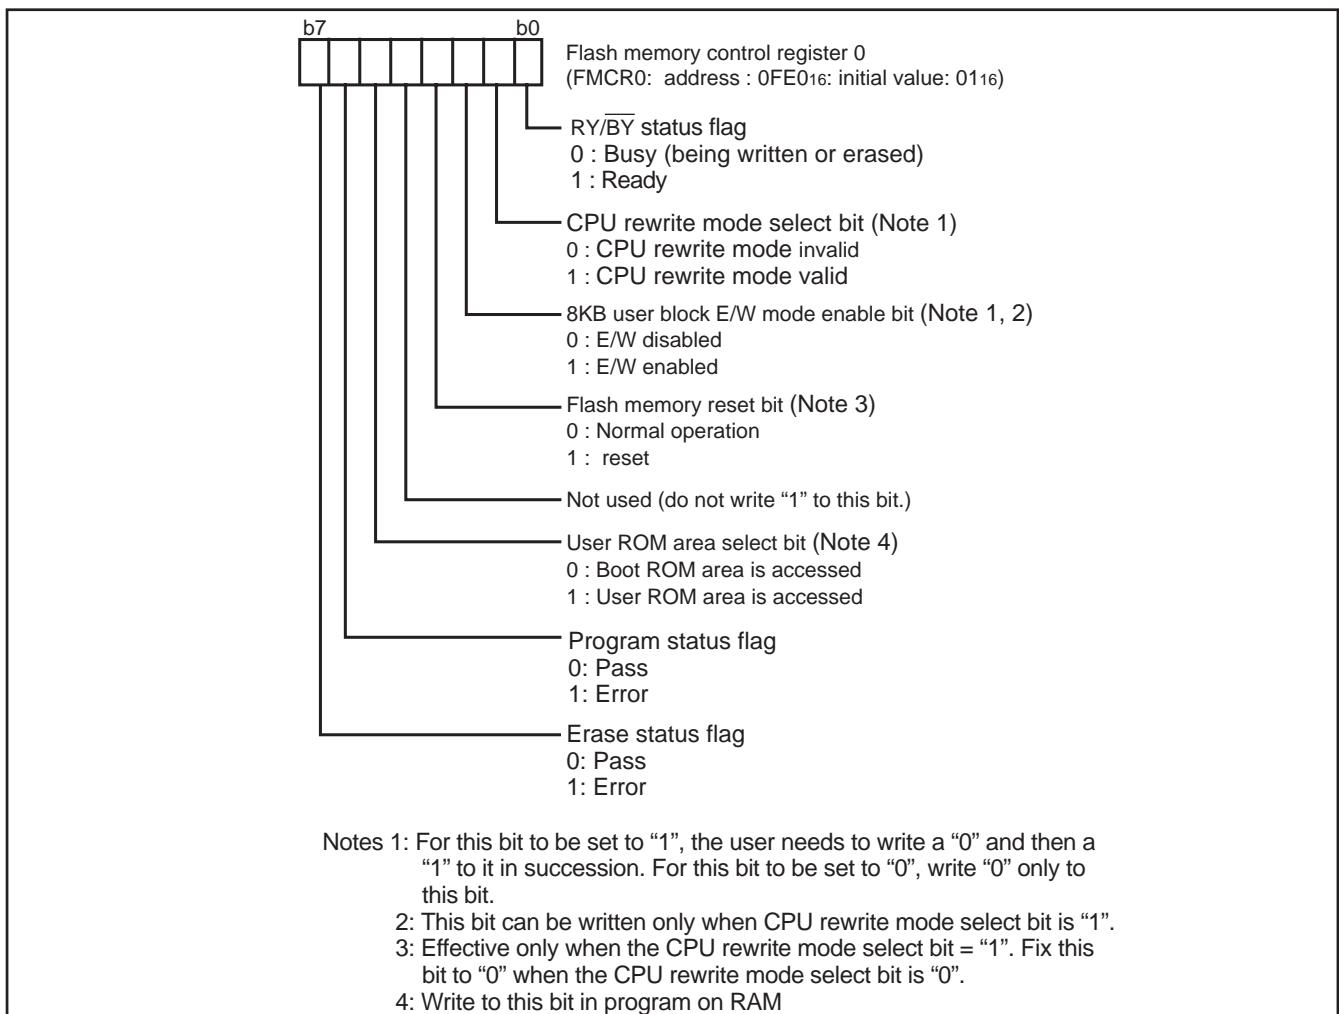 b7 b0
Flash memory control register 0
(FMCR0: address : 0FE016: initial value: 0116)
RY/BY status flag
0 : Busy (being written or erased)
1 : Ready
CPU rewrite mode select bit (Note 1)
0 : CPU rewrite mode invalid
1 : CPU rewrite mode valid
8KB user block E/W mode enable bit (Note 1, 2)
0 : E/W disabled
1 : E/W enabled
Flash memory reset bit (Note 3)
0 : Normal operation
1 : reset
Not used (do not write “1” to this bit.)
User ROM area select bit (Note 4)
0 : Boot ROM area is accessed
1 : User ROM area is accessed
Program status flag
0: Pass
1: Error
Erase status flag
0: Pass
1: Error
Notes 1: For this bit to be set to “1”, the user needs to write a “0” and then a
“1” to it in succession. For this bit to be set to “0”, write “0” only to
this bit.
2: This bit can be written only when CPU rewrite mode select bit is “1”.
3: Effective only when the CPU rewrite mode select bit = “1”. Fix this
bit to “0” when the CPU rewrite mode select bit is “0”.
4: Write to this bit in program on RAM